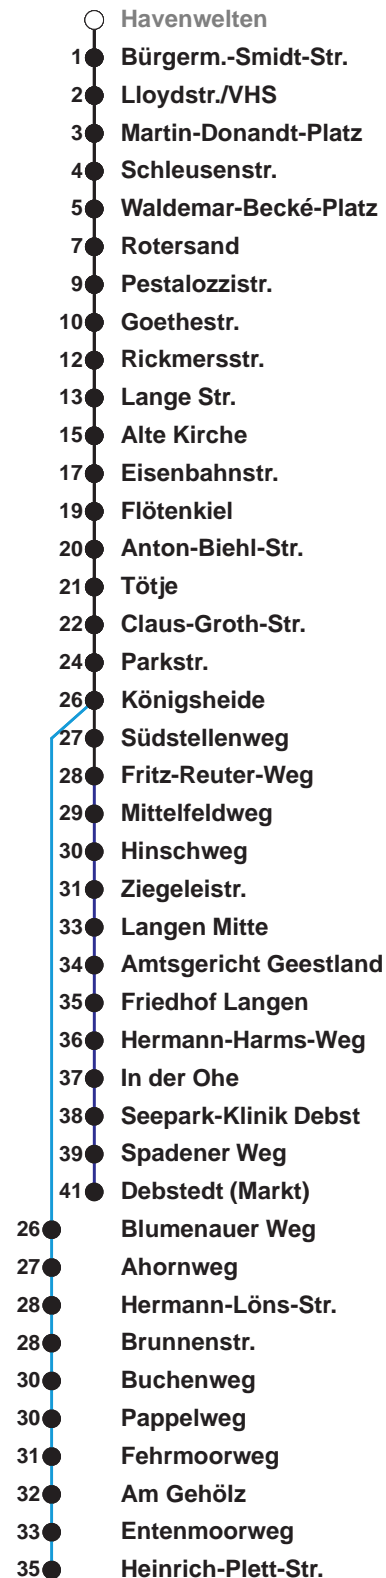 Havenwelten
1 Bürgerm.-Smidt-Str.
2 Lloydstr./VHS
3 Martin-Donandt-Platz
4 Schleusenstr.
5 Waldemar-Becké-Platz
7 Rotersand
9 Pestalozzistr.
10 Goethestr.
12 Rickmersstr.
13 Lange Str.
15 Alte Kirche
17 Eisenbahnstr.
19 Flötenkiel
20 Anton-Biehl-Str.
21 Tötje
22 Claus-Groth-Str.
24 Parkstr.
26 Königsheide
27 Südstellenweg
28 Fritz-Reuter-Weg
29 Mittelfeldweg
30 Hinschweg
31 Ziegeleistr.
33 Langen Mitte
34 Amtsgericht Geestland
35 Friedhof Langen
36 Hermann-Harms-Weg
37 In der Ohe
38 Seepark-Klinik Debst
39 Spadener Weg
41 Debstedt (Markt)
26 Blumenauer Weg
27 Ahornweg
28 Hermann-Löns-Str.
28 Brunnenstr.
30 Buchenweg
30 Pappelweg
31 Fehrmoorweg
32 Am Gehölz
33 Entenmoorweg
35 Heinrich-Plett-Str.